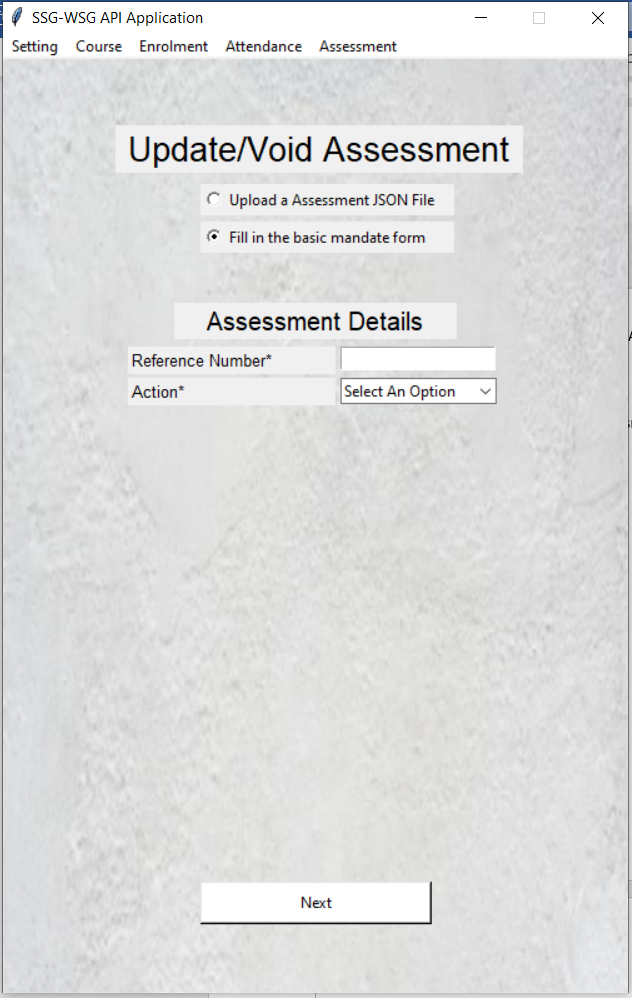 SSG-WSG API Application
Setting Course Enrolment Attendance Assessment
Update/Void Assessment
Upload a Assessment JSON File
Fill in the basic mandate form
Assessment Details
Reference Number*
Action* Select An Option
Next